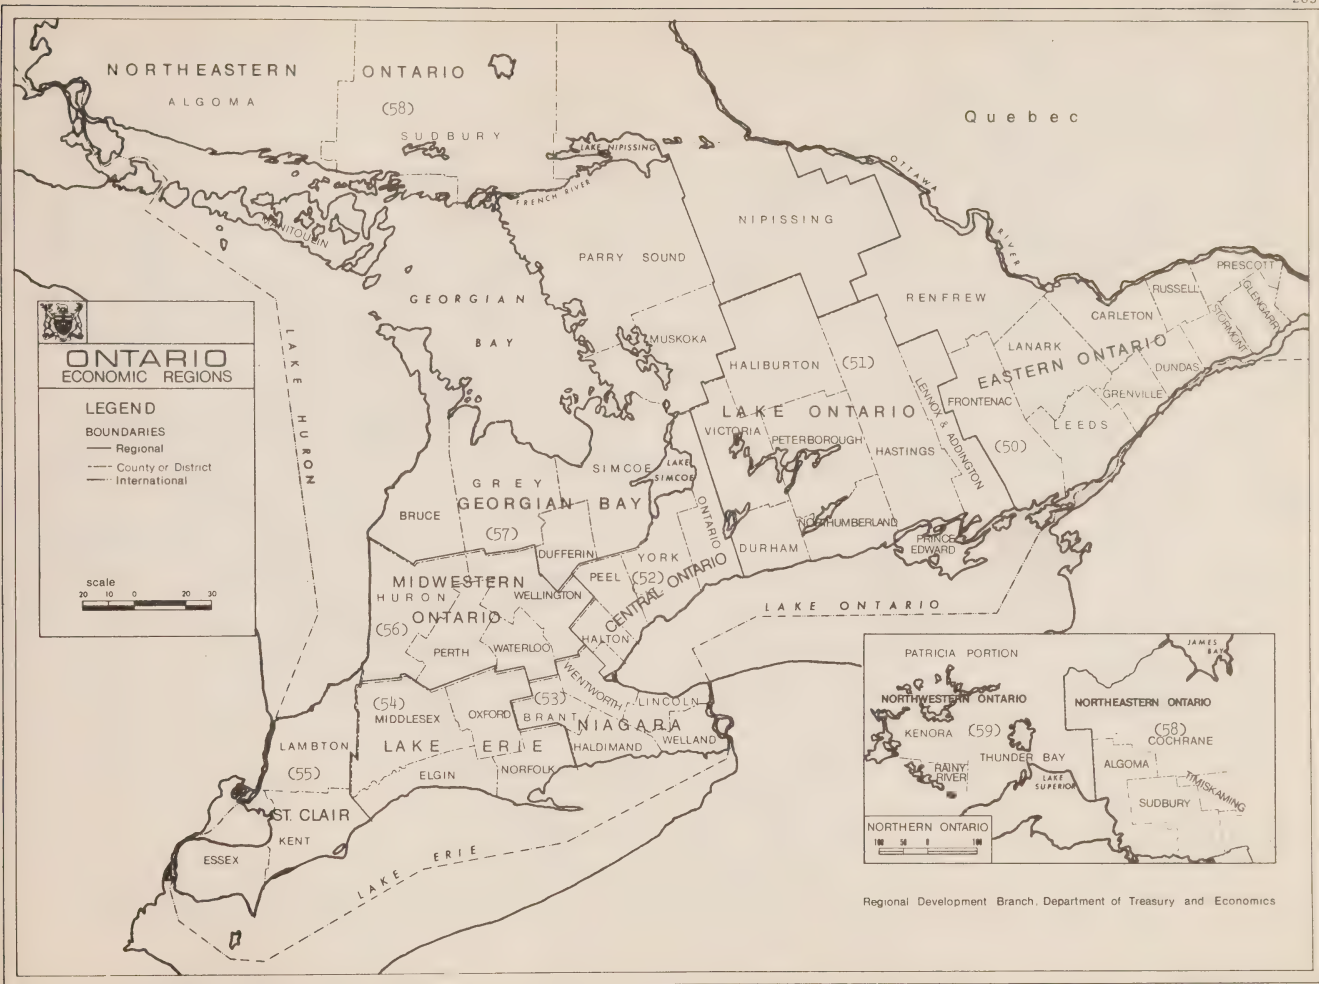 NORTHEASTERN ONTARIO
ALGOMA
(58)
SUDBURY
LAKE NIPISSING
FRENCH RIVER
MANITOULIN
Quebec
OTTAWA RIVER
NIPISSING
PARRY SOUND
GEORGIAN
BAY
MUSKOKA
RENFREW
PRESCOTT
RUSSELL
GLENGARRY
STORMONT
CARLETON
LANARK
EASTERN ONTARIO
DUNDAS
GRENVILLE
FRONTENAC
LEEDS
(50)
HALIBURTON
(51)
LAKE ONTARIO
VICTORIA
PETERBOROUGH
HASTINGS
LENNOX & ADDINGTON
NORTHUMBERLAND
DURHAM
PRINCE
EDWARD
ONTARIO
ECONOMIC REGIONS
LEGEND
BOUNDARIES
Regional
County or District
International
scale
20 10 0 20 30
LAKE HURON
SIMCOE
LAKE
SIMCOE
GREY
GEORGIAN BAY
BRUCE
(57)
DUFFERIN
ONTARIO
YORK
PEEL
(52)
CENTRAL ONTARIO
HALTON
MIDWESTERN
HURON
WELLINGTON
ONTARIO
(56)
PERTH
WATERLOO
LAKE ONTARIO
WENTWORTH
LINCOLN
(53)
BRANT
NIAGARA
HALDIMAND
WELLAND
(54)
MIDDLESEX
OXFORD
LAKE ERIE
ELGIN
NORFOLK
LAMBTON
(55)
ST. CLAIR
KENT
ESSEX
LAKE ERIE
PATRICIA PORTION
JAMES
BAY
NORTHWESTERN ONTARIO
NORTHEASTERN ONTARIO
KENORA
(59)
(58)
COCHRANE
THUNDER BAY
ALGOMA
RAINY
RIVER
LAKE
SUPERIOR
TIMISKAMING
SUDBURY
NORTHERN ONTARIO
100 50 0 100
Regional Development Branch. Department of Treasury and Economics